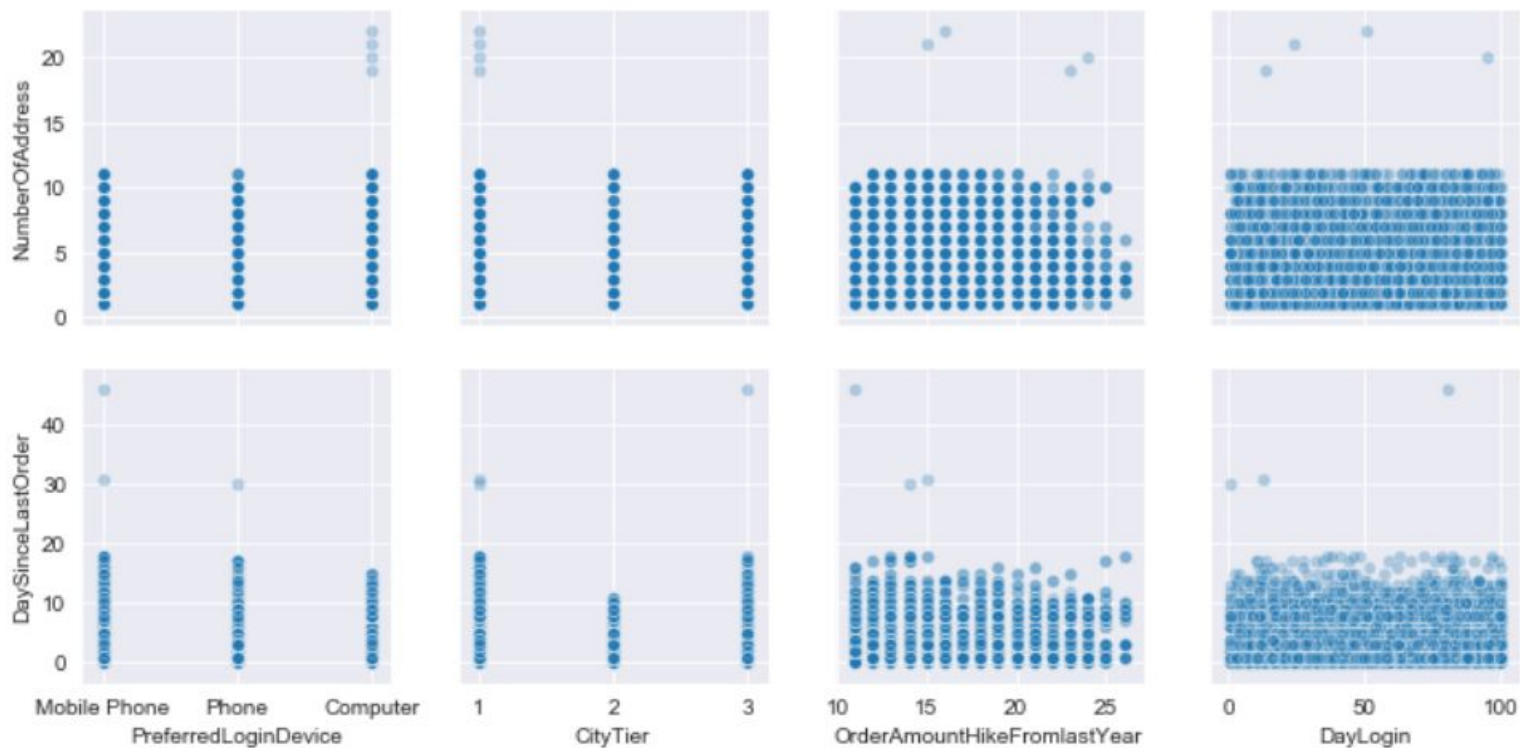 NumberOfAddress
20
15
10
5
0
DaySinceLastOrder
40
30
20
10
0
Mobile Phone Phone Computer
PreferredLoginDevice
1 2 3
CityTier
10 15 20 25
OrderAmountHikeFromlastYear
0 50 100
DayLogin